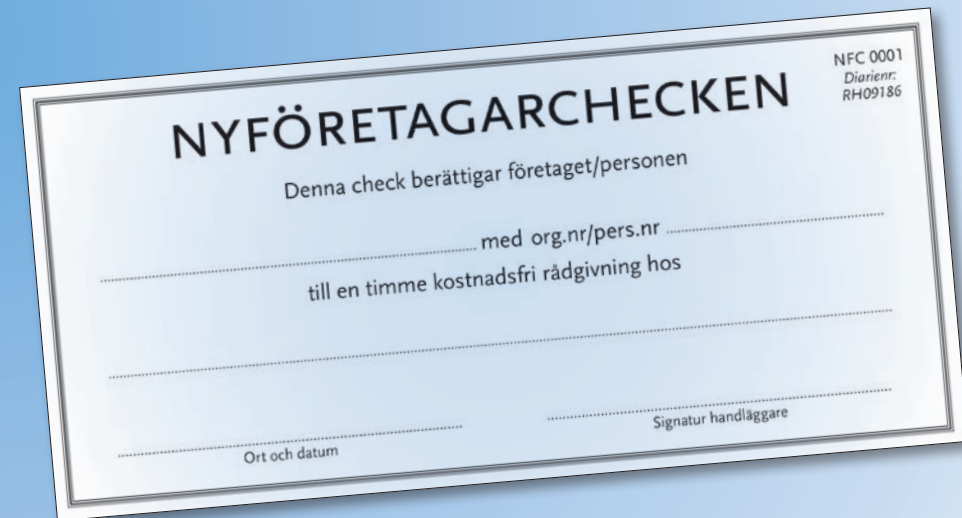 NFC 0001
Diarienr:
RH09186
NYFÖRETAGARCHECKEN
Denna check berättigar företaget/personen
med org.nr/pers.nr
till en timme kostnadsfri rådgivning hos
Ort och datum
Signatur handläggare